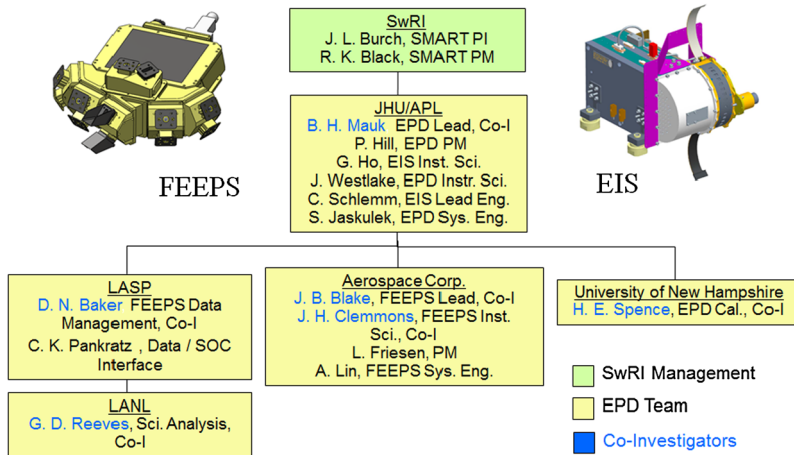 SwRI
J. L. Burch, SMART PI
R. K. Black, SMART PM
JHU/APL
B. H. Mauk EPD Lead, Co-I
P. Hill, EPD PM
G. Ho, EIS Inst. Sci.
J. Westlake, EPD Instr. Sci.
C. Schlemm, EIS Lead Eng.
S. Jaskulek, EPD Sys. Eng.
FEEPS
EIS
LASP
D. N. Baker FEEPS Data
Management, Co-I
C. K. Pankratz , Data / SOC
Interface
Aerospace Corp.
J. B. Blake, FEEPS Lead, Co-I
J. H. Clemmons, FEEPS Inst.
Sci., Co-I
L. Friesen, PM
A. Lin, FEEPS Sys. Eng.
University of New Hampshire
H. E. Spence, EPD Cal., Co-I
LANL
G. D. Reeves, Sci. Analysis,
Co-I
SwRI Management
EPD Team
Co-Investigators